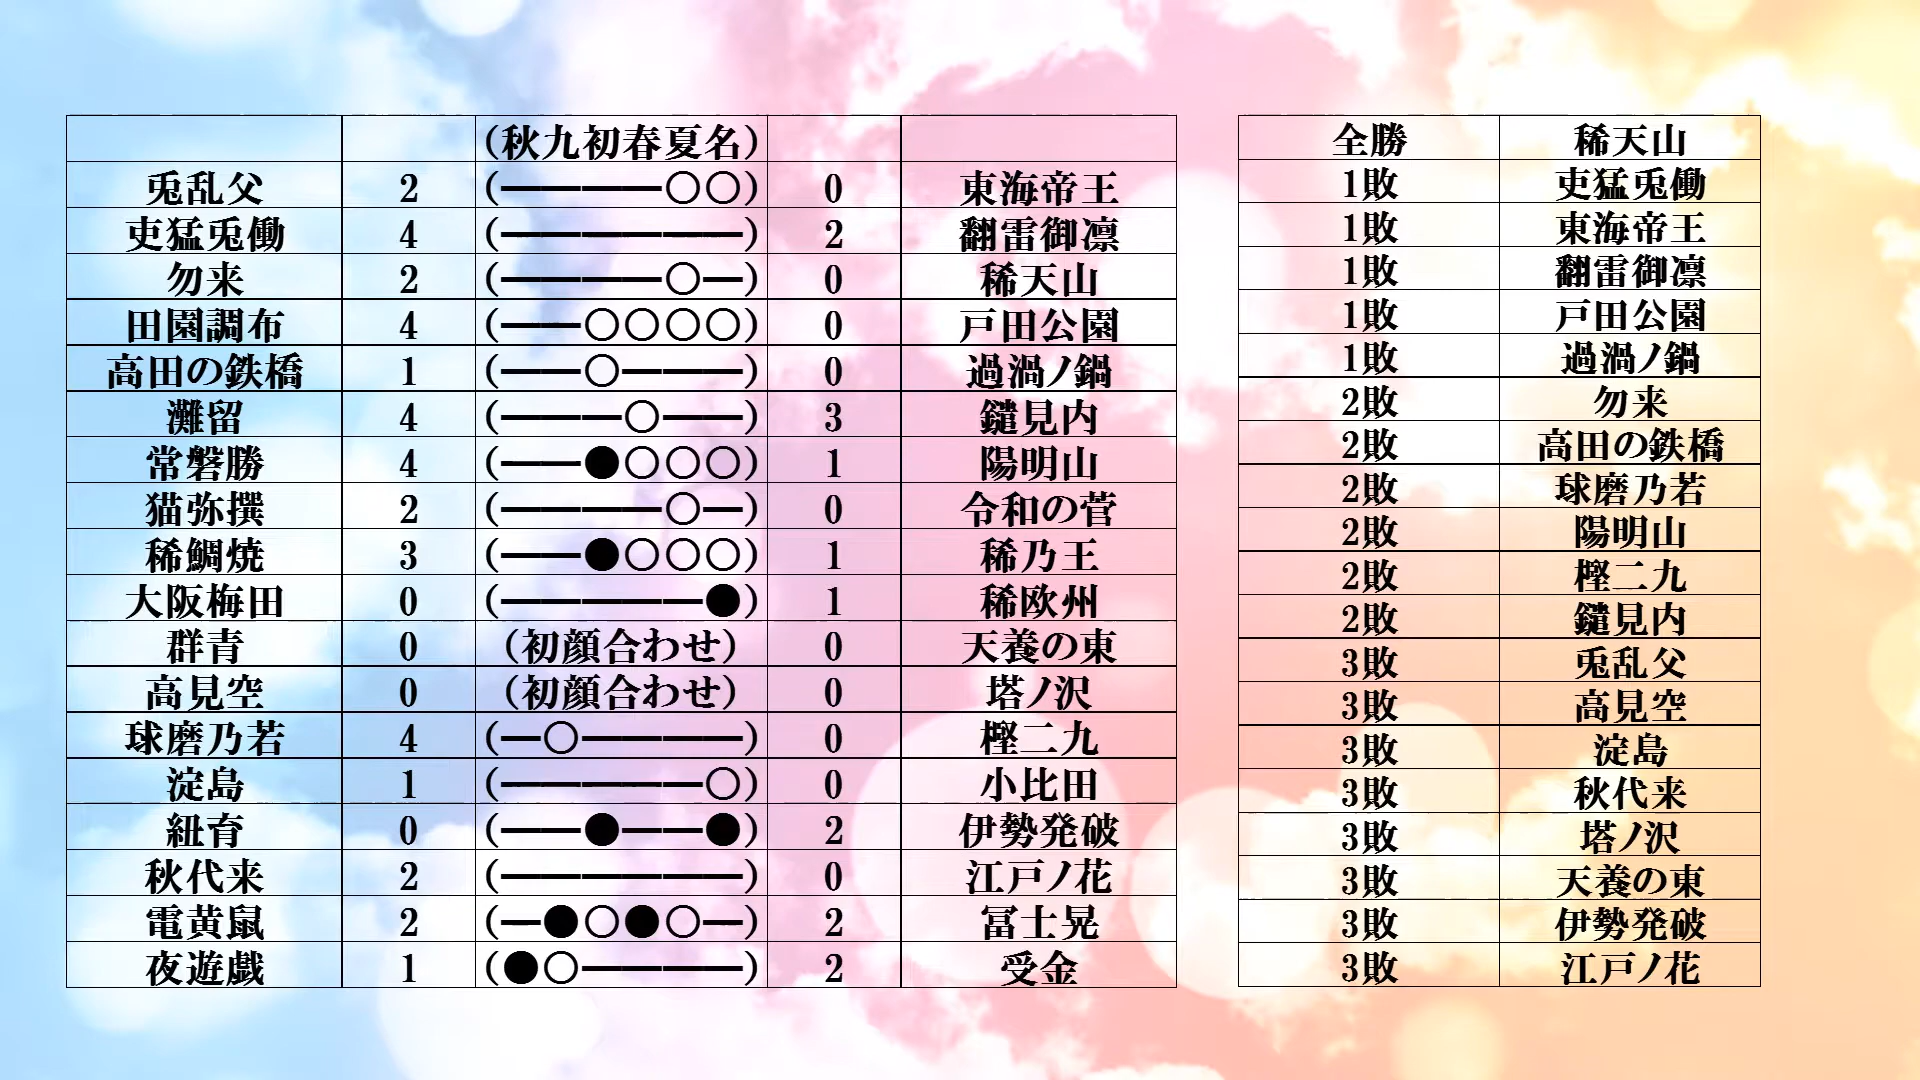 (秋九初春夏名)
兎乱父 2 (――――○○) 0 東海帝王
吏猛兎働 4 (――――――) 2 翻雷御凛
勿来 2 (――――○―) 0 稀天山
田園調布 4 (――○○○○) 0 戸田公園
高田の鉄橋 1 (――○―――) 0 過渦ノ鍋
灘留 4 (―――○――) 3 鑓見内
常磐勝 4 (――●○○○) 1 陽明山
猫弥撰 2 (――――○―) 0 令和の菅
稀鯛焼 3 (――●○○○) 1 稀乃王
大阪梅田 0 (―――――●) 1 稀欧州
群青 0 (初顔合わせ) 0 天養の東
高見空 0 (初顔合わせ) 0 塔ノ沢
球磨乃若 4 (―○――――) 0 樫二九
淀島 1 (―――――○) 0 小比田
紐育 0 (――●――●) 2 伊勢発破
秋代来 2 (――――――) 0 江戸ノ花
電黄鼠 2 (―●○●○―) 2 冨士晃
夜遊戯 1 (●○――――) 2 受金
全勝 稀天山
1敗 吏猛兎働
1敗 東海帝王
1敗 翻雷御凛
1敗 戸田公園
1敗 過渦ノ鍋
2敗 勿来
2敗 高田の鉄橋
2敗 球磨乃若
2敗 陽明山
2敗 樫二九
2敗 鑓見内
3敗 兎乱父
3敗 高見空
3敗 淀島
3敗 秋代来
3敗 塔ノ沢
3敗 天養の東
3敗 伊勢発破
3敗 江戸ノ花